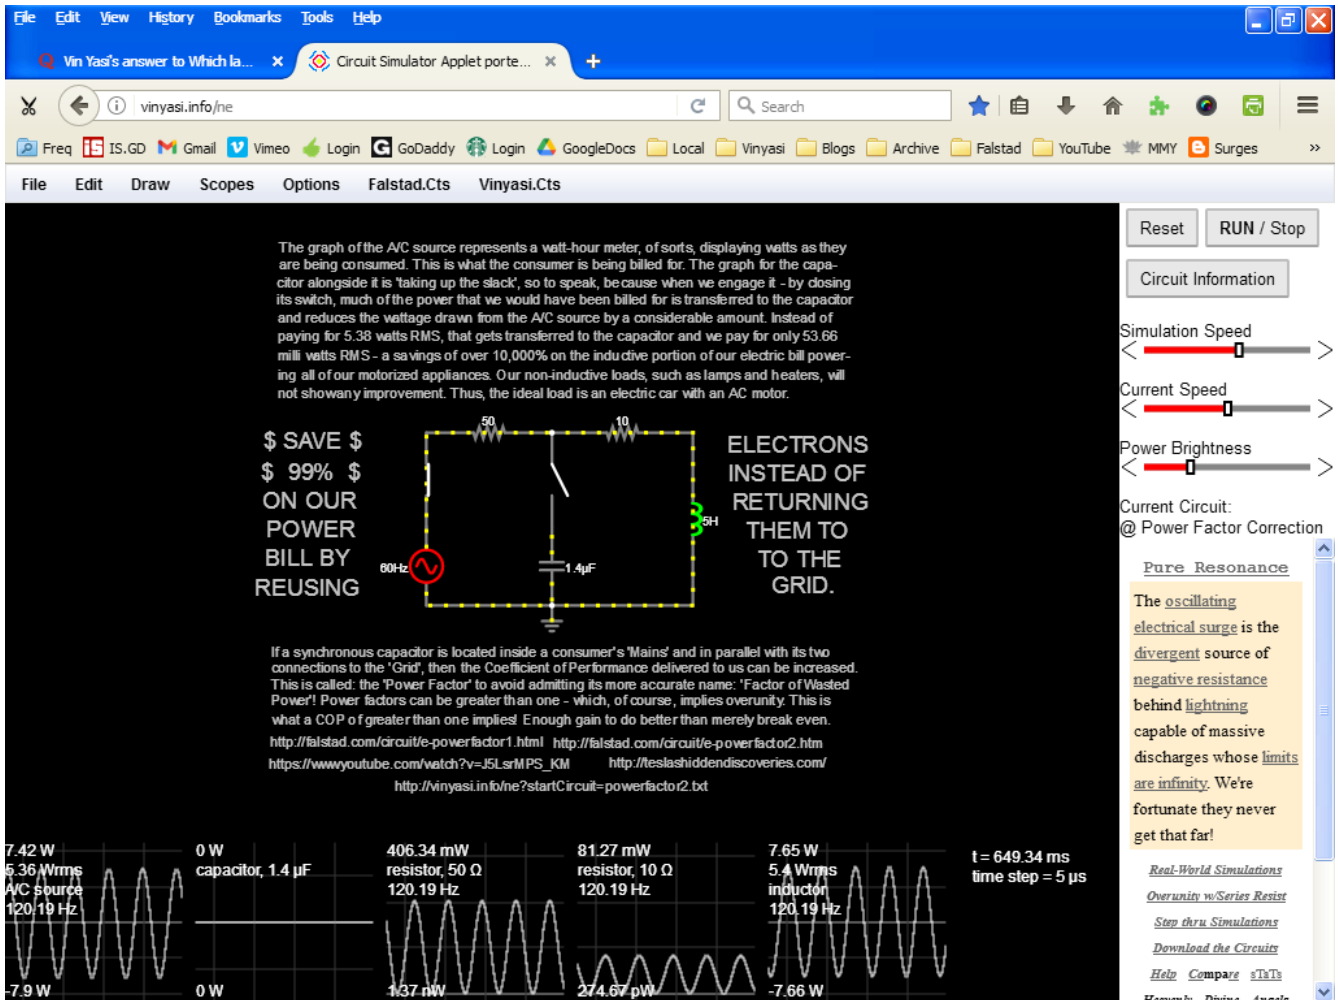 File Edit View History Bookmarks Tools Help
Vin Yasi's answer to Which la... Circuit Simulator Applet porte...
vinyasi.info/ne Search
Freq IS.GD Gmail Vimeo Login GoDaddy Login GoogleDocs Local Vinyasi Blogs Archive Falstad YouTube MMY Surges »
File Edit Draw Scopes Options Falstad.Cts Vinyasi.Cts
Reset RUN / Stop
Circuit Information
Simulation Speed
Current Speed
Power Brightness
Current Circuit:
@ Power Factor Correction
The graph of the A/C source represents a watt-hour meter, of sorts, displaying watts as they
are being consumed. This is what the consumer is being billed for. The graph for the capa-
citor alongside it is 'taking up the slack', so to speak, because when we engage it - by closing
its switch, much of the power that we would have been billed for is transferred to the capacitor
and reduces the wattage drawn from the A/C source by a considerable amount. Instead of
paying for 5.38 watts RMS, that gets transferred to the capacitor and we pay for only 53.66
milli watts RMS - a savings of over 10,000% on the inductive portion of our electric bill power-
ing all of our motorized appliances. Our non-inductive loads, such as lamps and heaters, will
not showany improvement. Thus, the ideal load is an electric car with an AC motor.
$ SAVE $
$ 99% $
ON OUR
POWER
BILL BY
REUSING
50
10
5H
60Hz
1.4µF
ELECTRONS
INSTEAD OF
RETURNING
THEM TO
TO THE
GRID.
If a synchronous capacitor is located inside a consumer's 'Mains' and in parallel with its two
connections to the 'Grid', then the Coefficient of Performance delivered to us can be increased.
This is called: the 'Power Factor' to avoid admitting its more accurate name: 'Factor of Wasted
Power'! Power factors can be greater than one - which, of course, implies overunity. This is
what a COP of greater than one implies! Enough gain to do better than merely break even.
http://falstad.com/circuit/e-powerfactor1.html http://falstad.com/circuit/e-powerfactor2.htm
https://wwwyoutube.com/watch?v=J5LsrMPS_KM http://teslashiddendiscoveries.com/
http://vinyasi.info/ne?startCircuit=powerfactor2.txt
Pure Resonance
The oscillating
electrical surge is the
divergent source of
negative resistance
behind lightning
capable of massive
discharges whose limits
are infinity. We're
fortunate they never
get that far!
Real-World Simulations
Overunity w/Series Resist
Step thru Simulations
Download the Circuits
Help Compare sTaTs
Heavenly Divine Angels
7.42 W
5.36 Wrms
A/C source
120.19 Hz
-7.9 W
0 W
capacitor, 1.4 µF
0 W
406.34 mW
resistor, 50 Ω
120.19 Hz
1.37 nW
81.27 mW
resistor, 10 Ω
120.19 Hz
274.67 pW
7.65 W
5.4 Wrms
inductor
120.19 Hz
-7.66 W
t = 649.34 ms
time step = 5 µs